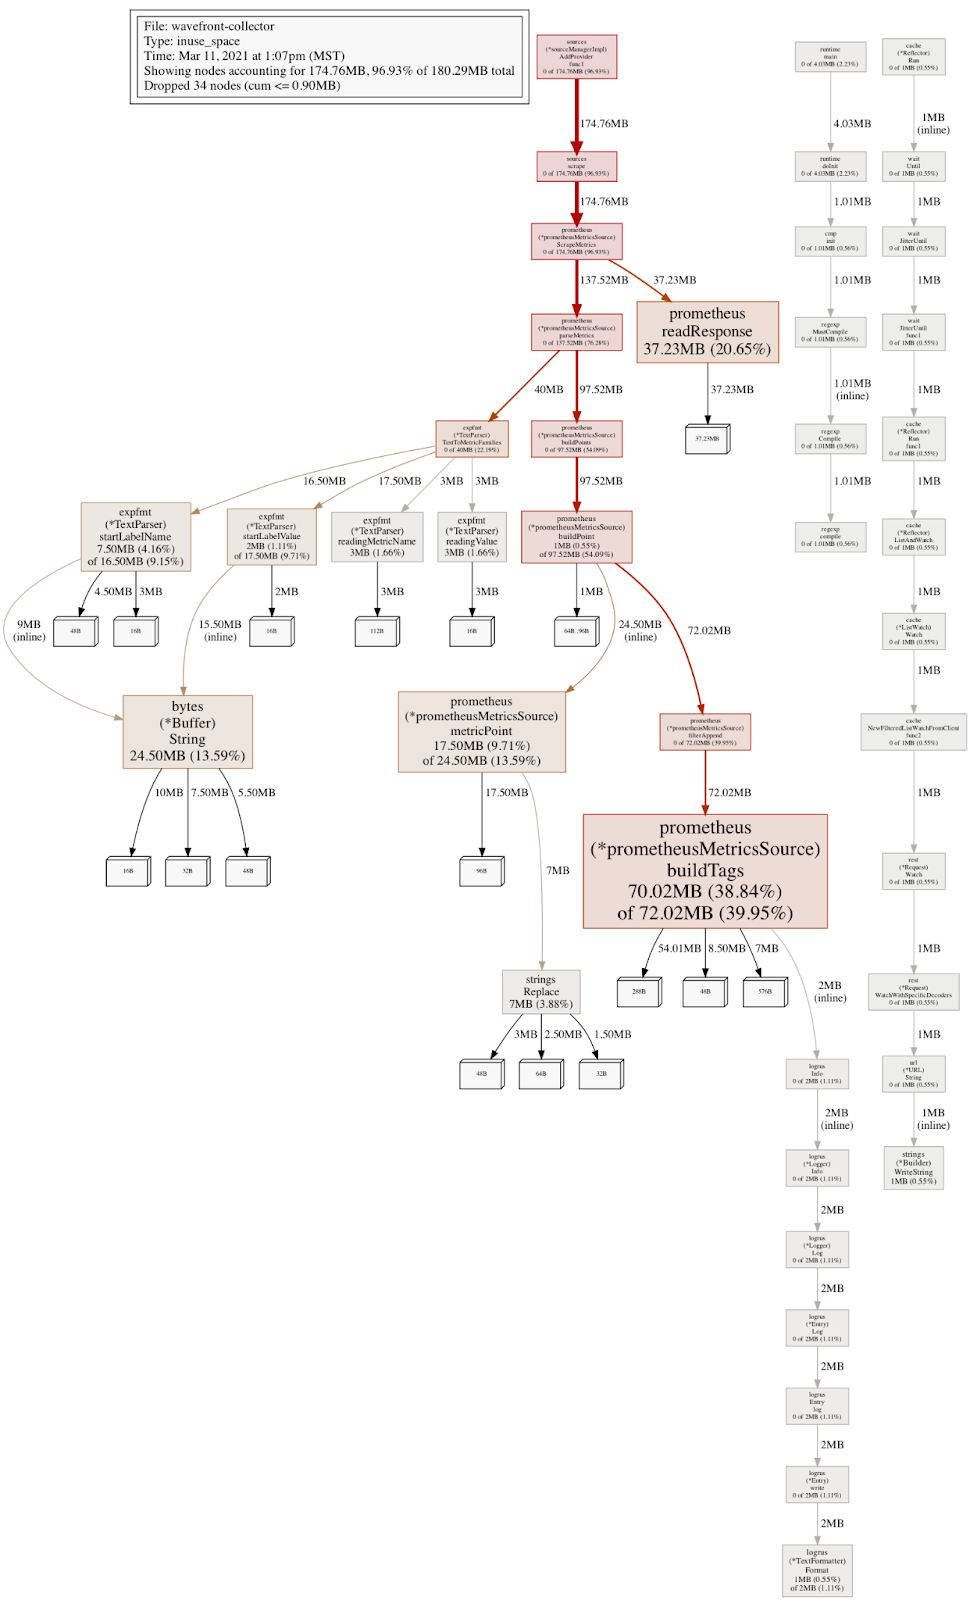 File: wavefront-collector
Type: inuse_space
Time: Mar 11, 2021 at 1:07pm (MST)
Showing nodes accounting for 174.76MB, 96.93% of 180.29MB total
Dropped 34 nodes (cum <= 0.90MB)
sources
(*sourceManagerImpl)
AddProvider
func1
0 of 174.76MB (96.93%)
174.76MB
sources
scrape
0 of 174.76MB (96.93%)
174.76MB
prometheus
(*prometheusMetricsSource)
ScrapeMetrics
0 of 174.76MB (96.93%)
137.52MB
37.23MB
prometheus
(*prometheusMetricsSource)
parseMetrics
0 of 137.52MB (76.28%)
prometheus
readResponse
37.23MB (20.65%)
37.23MB
37.23MB
40MB
97.52MB
expfmt
(*TextParser)
TextToMetricFamilies
0 of 40MB (22.19%)
prometheus
(*prometheusMetricsSource)
buildPoints
0 of 97.52MB (54.09%)
16.50MB
17.50MB
3MB
3MB
97.52MB
expfmt
(*TextParser)
startLabelName
7.50MB (4.16%)
of 16.50MB (9.15%)
expfmt
(*TextParser)
startLabelValue
2MB (1.11%)
of 17.50MB (9.71%)
expfmt
(*TextParser)
readingMetricName
3MB (1.66%)
expfmt
(*TextParser)
readingValue
3MB (1.66%)
prometheus
(*prometheusMetricsSource)
buildPoint
1MB (0.55%)
of 97.52MB (54.09%)
9MB
(inline)
4.50MB
3MB
15.50MB
(inline)
2MB
3MB
3MB
1MB
24.50MB
(inline)
72.02MB
48B
16B
16B
112B
16B
64B..96B
bytes
(*Buffer)
String
24.50MB (13.59%)
10MB
7.50MB
5.50MB
16B
32B
48B
prometheus
(*prometheusMetricsSource)
metricPoint
17.50MB (9.71%)
of 24.50MB (13.59%)
17.50MB
7MB
96B
strings
Replace
7MB (3.88%)
3MB
2.50MB
1.50MB
48B
64B
32B
prometheus
(*prometheusMetricsSource)
filterAppend
0 of 72.02MB (39.95%)
72.02MB
prometheus
(*prometheusMetricsSource)
buildTags
70.02MB (38.84%)
of 72.02MB (39.95%)
54.01MB
8.50MB
7MB
2MB
(inline)
288B
48B
576B
logrus
Info
0 of 2MB (1.11%)
2MB
(inline)
logrus
(*Logger)
Info
0 of 2MB (1.11%)
2MB
logrus
(*Logger)
Log
0 of 2MB (1.11%)
2MB
logrus
(*Entry)
Log
0 of 2MB (1.11%)
2MB
logrus
Entry
log
0 of 2MB (1.11%)
2MB
logrus
(*Entry)
write
0 of 2MB (1.11%)
2MB
logrus
(*TextFormatter)
Format
1MB (0.55%)
of 2MB (1.11%)
runtime
main
0 of 4.03MB (2.23%)
4.03MB
runtime
doInit
0 of 4.03MB (2.23%)
1.01MB
cmp
init
0 of 1.01MB (0.56%)
1.01MB
regexp
MustCompile
0 of 1.01MB (0.56%)
1.01MB
(inline)
regexp
Compile
0 of 1.01MB (0.56%)
1.01MB
regexp
compile
0 of 1.01MB (0.56%)
cache
(*Reflector)
Run
0 of 1MB (0.55%)
1MB
(inline)
wait
Until
0 of 1MB (0.55%)
1MB
wait
JitterUntil
0 of 1MB (0.55%)
1MB
wait
JitterUntil
func1
0 of 1MB (0.55%)
1MB
cache
(*Reflector)
Run
func1
0 of 1MB (0.55%)
1MB
cache
(*Reflector)
ListAndWatch
0 of 1MB (0.55%)
1MB
cache
(*ListWatch)
Watch
0 of 1MB (0.55%)
1MB
cache
NewFilteredListWatchFromClient
func2
0 of 1MB (0.55%)
1MB
rest
(*Request)
Watch
0 of 1MB (0.55%)
1MB
rest
(*Request)
WatchWithSpecificDecoders
0 of 1MB (0.55%)
1MB
url
(*URL)
String
0 of 1MB (0.55%)
1MB
(inline)
strings
(*Builder)
WriteString
1MB (0.55%)